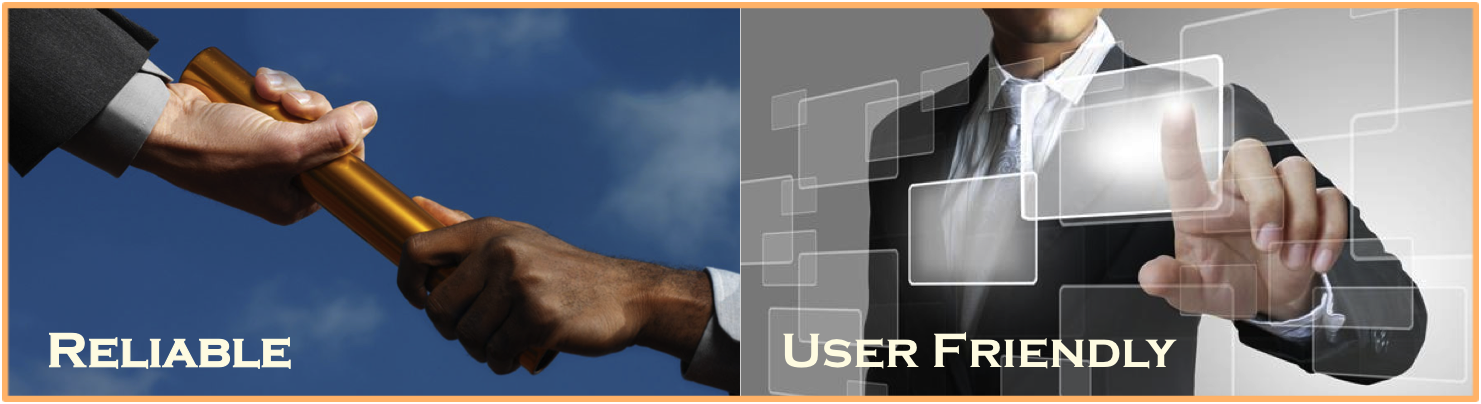 RELIABLE
USER FRIENDLY